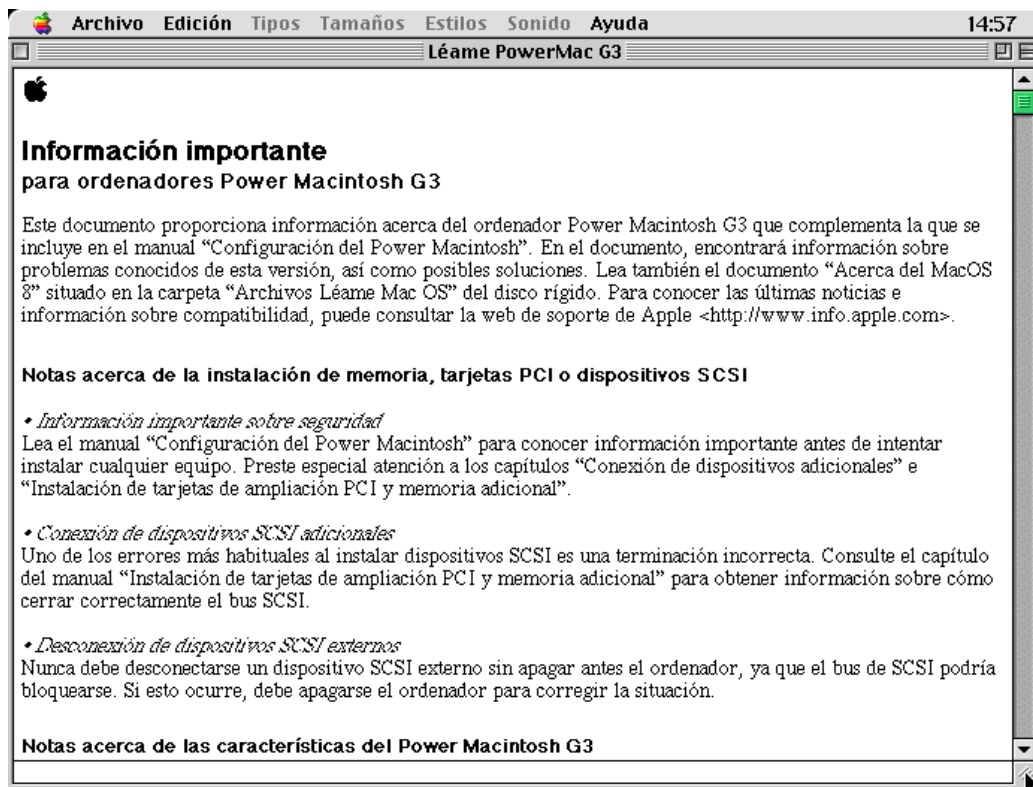 Archivo Edición Tipos Tamaños Estilos Sonido Ayuda 14:57
Léame PowerMac G3
Información importante
para ordenadores Power Macintosh G3
Este documento proporciona información acerca del ordenador Power Macintosh G3 que complementa la que se
incluye en el manual “Configuración del Power Macintosh”. En el documento, encontrará información sobre
problemas conocidos de esta versión, así como posibles soluciones. Lea también el documento “Acerca del MacOS
8” situado en la carpeta “Archivos Léame Mac OS” del disco rígido. Para conocer las últimas noticias e
información sobre compatibilidad, puede consultar la web de soporte de Apple <http://www.info.apple.com>.
Notas acerca de la instalación de memoria, tarjetas PCI o dispositivos SCSI
• Información importante sobre seguridad
Lea el manual “Configuración del Power Macintosh” para conocer información importante antes de intentar
instalar cualquier equipo. Preste especial atención a los capítulos “Conexión de dispositivos adicionales” e
“Instalación de tarjetas de ampliación PCI y memoria adicional”.
• Conexión de dispositivos SCSI adicionales
Uno de los errores más habituales al instalar dispositivos SCSI es una terminación incorrecta. Consulte el capítulo
del manual “Instalación de tarjetas de ampliación PCI y memoria adicional” para obtener información sobre cómo
cerrar correctamente el bus SCSI.
• Desconexión de dispositivos SCSI externos
Nunca debe desconectarse un dispositivo SCSI externo sin apagar antes el ordenador, ya que el bus de SCSI podría
bloquearse. Si esto ocurre, debe apagarse el ordenador para corregir la situación.
Notas acerca de las características del Power Macintosh G3